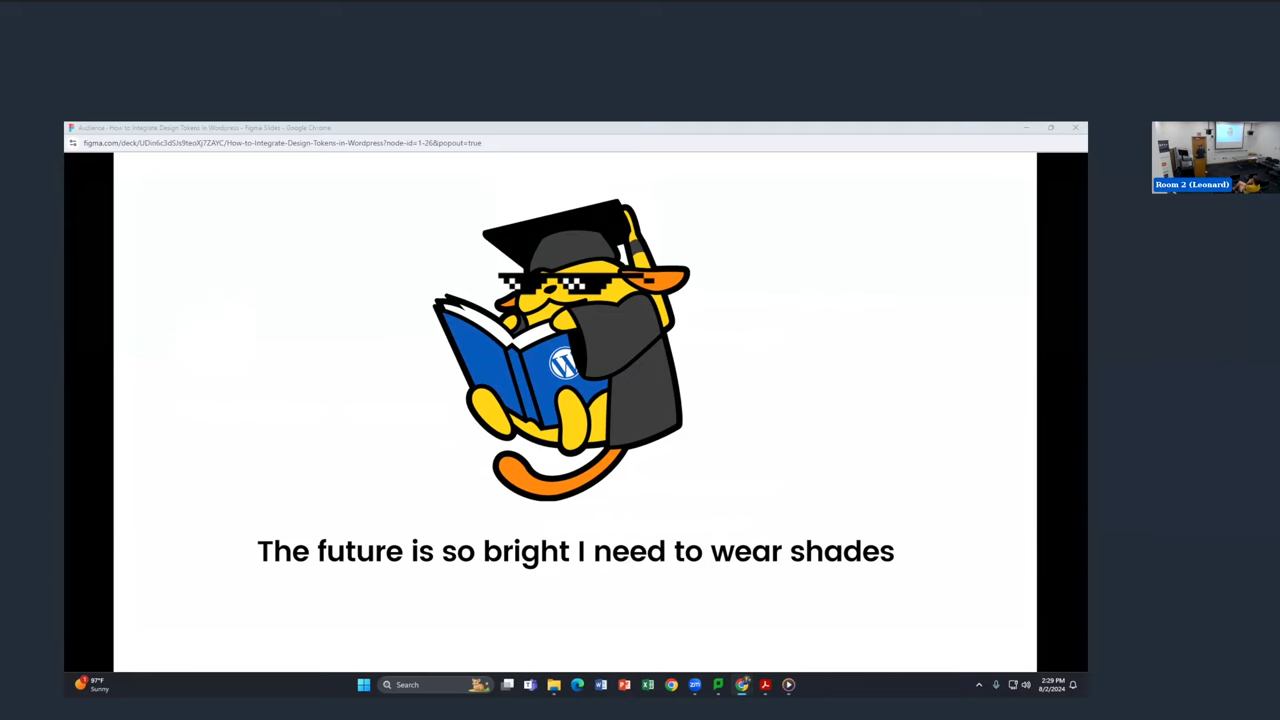 Audience - How to Integrate Design Tokens in Wordpress - Figma Slides - Google Chrome
figma.com/deck/UDin6c3dSJs9teoXj7ZAYC/How-to-Integrate-Design-Tokens-in-Wordpress?node-id=1-26&popout=true
Room 2 (Leonard)
W
The future is so bright I need to wear shades
97°F
Sunny
Search
2:29 PM
8/2/2024